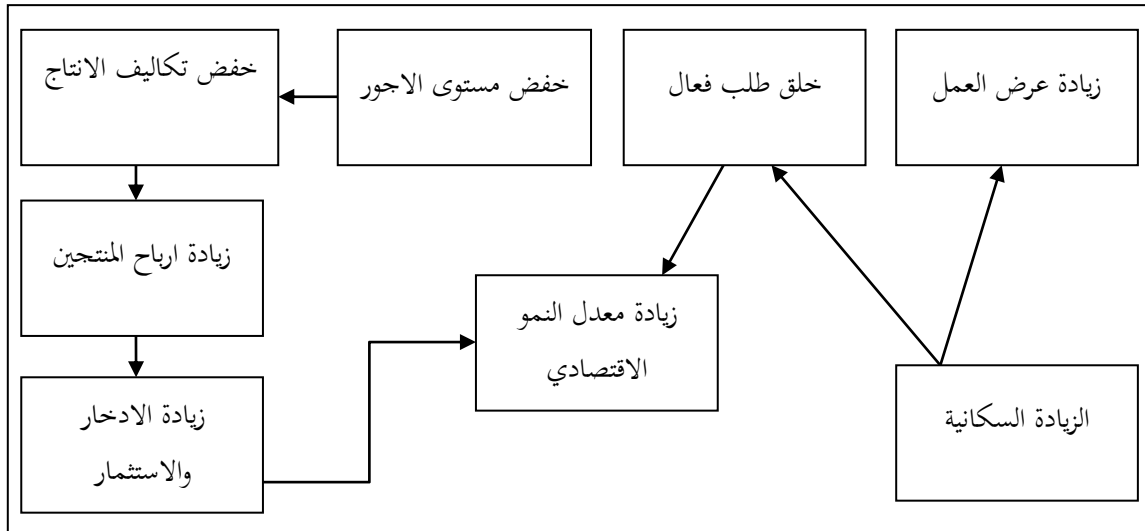 زيادة عرض العمل
خلق طلب فعال
خفض مستوى الاجور
خفض تكاليف الانتاج
زيادة ارباح المنتجين
زيادة معدل النمو
الاقتصادي
الزيادة السكانية
زيادة الادخار
والاستثمار